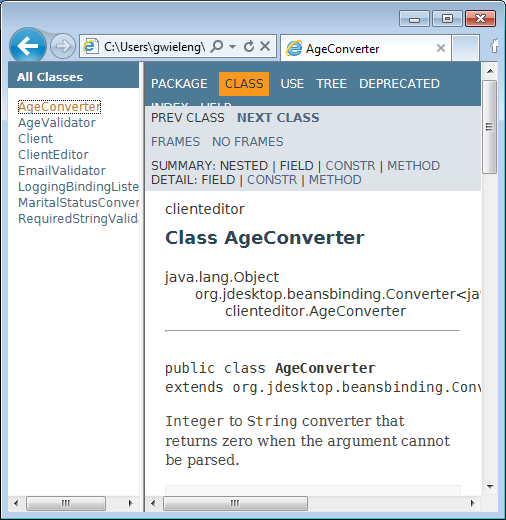 C:\Users\gwieleng\
AgeConverter
All Classes
AgeConverter
AgeValidator
Client
ClientEditor
EmailValidator
LoggingBindingListe
MaritalStatusConver
RequiredStringValida
PACKAGE CLASS USE TREE DEPRECATED
INDEX HELP
PREV CLASS NEXT CLASS
FRAMES NO FRAMES
SUMMARY: NESTED | FIELD | CONSTR | METHOD
DETAIL: FIELD | CONSTR | METHOD
clienteditor
Class AgeConverter
java.lang.Object
org.jdesktop.beansbinding.Converter<jav
clienteditor.AgeConverter
public class AgeConverter
extends org.jdesktop.beansbinding.Conv
Integer to String converter that
returns zero when the argument cannot
be parsed.